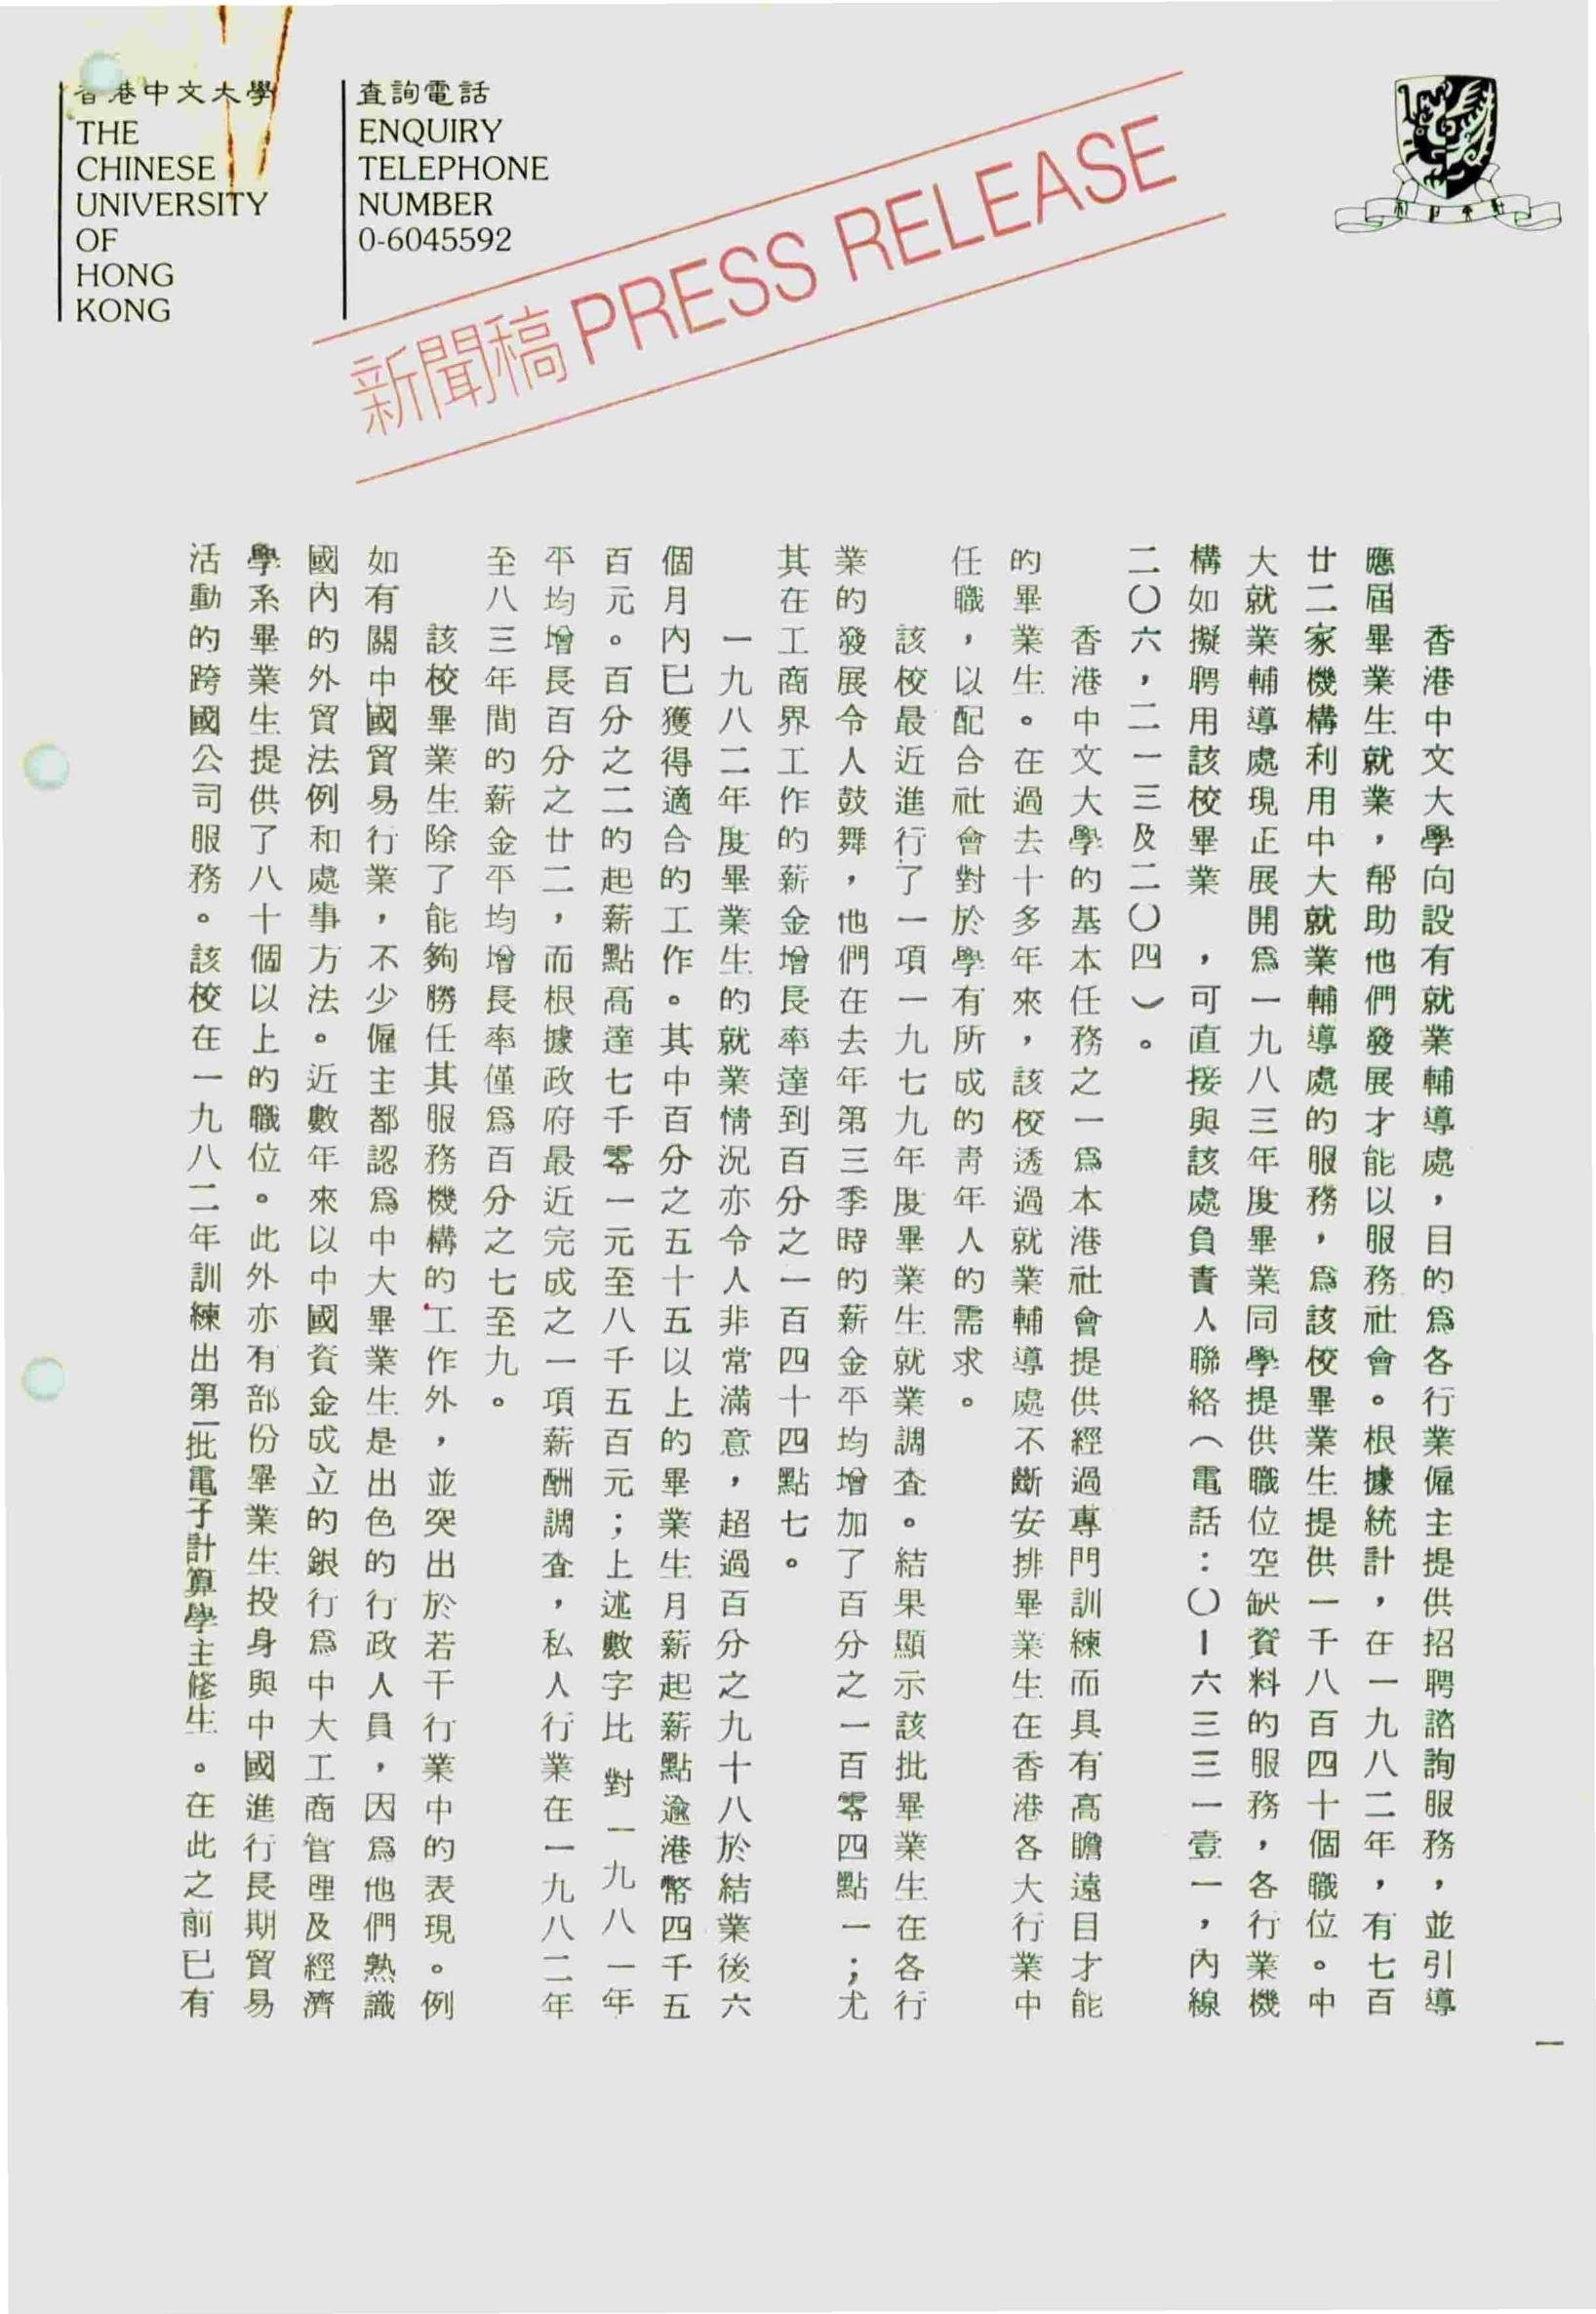 香港中文大學
THE
CHINESE
UNIVERSITY
OF
HONG
KONG
查詢電話
ENQUIRY
TELEPHONE
NUMBER
0-6045592
新聞稿 PRESS RELEASE
香港中文大學向設有就業輔導處，目的為各行業僱主提供招聘諮詢服務，並引導
應屆畢業生就業，帮助他們發展才能以服務社會。根據統計，在一九八二年，有七百
廿二家機構利用中大就業輔導處的服務，為該校畢業生提供一千八百四十個職位。中
大就業輔導處現正展開為一九八三年度畢業同學提供職位空缺資料的服務，各行業機
構如擬聘用該校畢業　，可直接與該處負責人聯絡（電話：〇－六三三一壹一，內線
二〇六，二一三及二〇四）。
香港中文大學的基本任務之一為本港社會提供經過專門訓練而具有高瞻遠目才能
的畢業生。在過去十多年來，該校透過就業輔導處不斷安排畢業生在香港各大行業中
任職，以配合社會對於學有所成的靑年人的需求。
該校最近進行了一項一九七九年度畢業生就業調查。結果顯示該批畢業生在各行
業的發展令人鼓舞，他們在去年第三季時的薪金平均增加了百分之一百零四點一；尤
其在工商界工作的薪金增長率達到百分之一百四十四點七。
一九八二年度畢業生的就業情況亦令人非常滿意，超過百分之九十八於結業後六
個月內已獲得適合的工作。其中百分之五十五以上的畢業生月薪起薪點逾港幣四千五
百元。百分之二的起薪點高達七千零一元至八千五百元；上述數字比對一九八一年
平均增長百分之廿二，而根據政府最近完成之一項薪酬調查，私人行業在一九八二年
至八三年間的薪金平均增長率僅為百分之七至九。
該校畢業生除了能夠勝任其服務機構的工作外，並突出於若干行業中的表現。例
如有關中國貿易行業，不少僱主都認為中大畢業生是出色的行政人員，因為他們熟識
國內的外貿法例和處事方法。近數年來以中國資金成立的銀行為中大工商管理及經濟
學系畢業生提供了八十個以上的職位。此外亦有部份畢業生投身與中國進行長期貿易
活動的跨國公司服務。該校在一九八二年訓練出第一批電子計算學主修生。在此之前已有
一